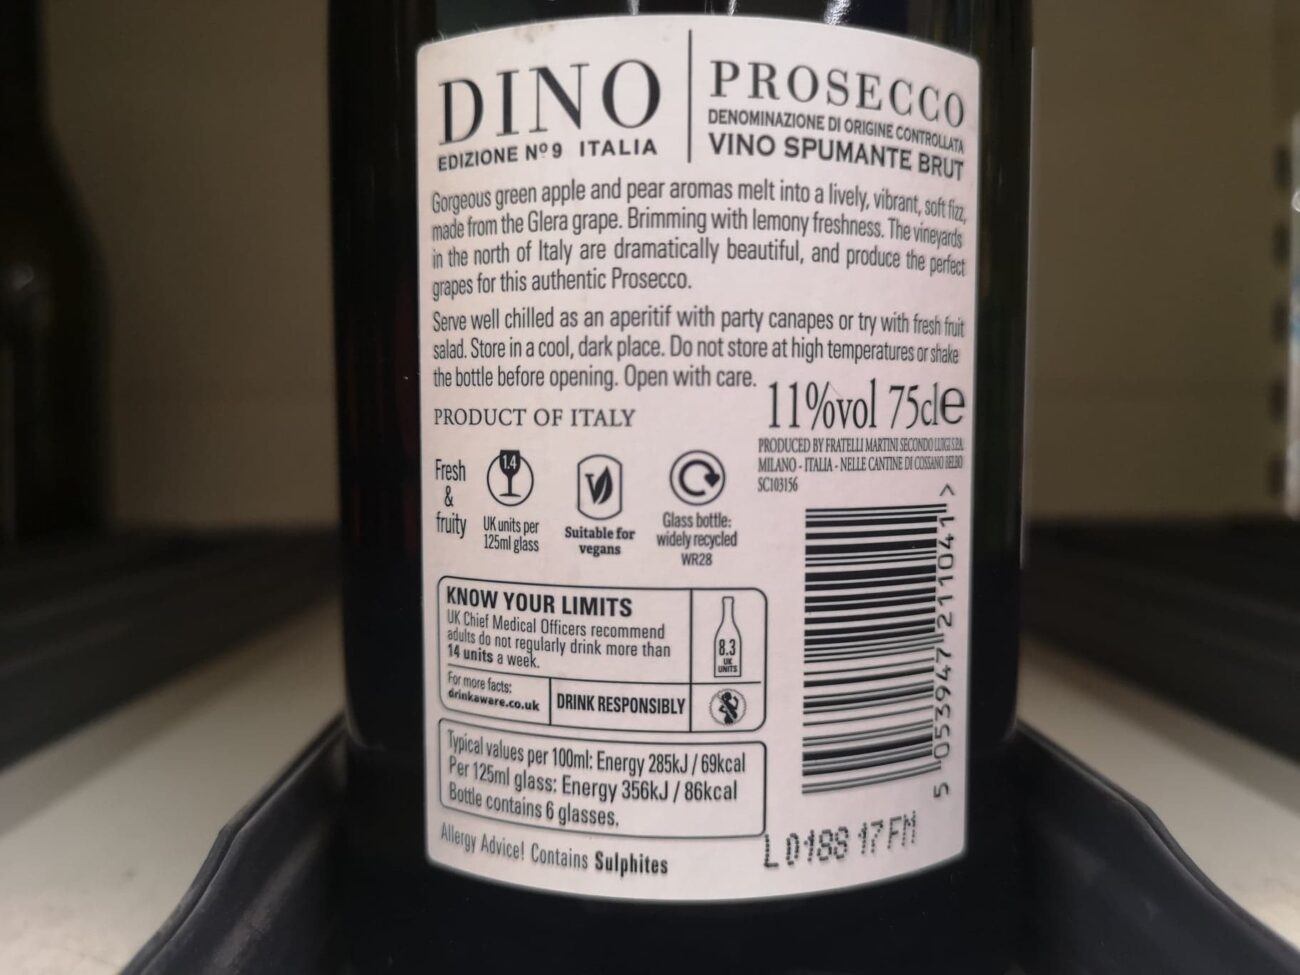 DINO
EDIZIONE Nº9 ITALIA
PROSECCO
DENOMINAZIONE DI ORIGINE CONTROLLATA
VINO SPUMANTE BRUT
Gorgeous green apple and pear aromas melt into a lively, vibrant, soft fizz,
made from the Glera grape. Brimming with lemony freshness. The vineyards
in the north of Italy are dramatically beautiful, and produce the perfect
grapes for this authentic Prosecco.
Serve well chilled as an aperitif with party canapes or try with fresh fruit
salad. Store in a cool, dark place. Do not store at high temperatures or shake
the bottle before opening. Open with care.
11%vol 75cle
PRODUCT OF ITALY
PRODUCED BY FRATELLI MARTINI SECONDO LUIGI S.P.A.
MILANO - ITALIA - NELLE CANTINE DI COSSANO BELBO
SC103156
Fresh
&
fruity
1.4
UK units per
125ml glass
V
Suitable for
vegans
Glass bottle:
widely recycled
WR28
KNOW YOUR LIMITS
UK Chief Medical Officers recommend
adults do not regularly drink more than
14 units a week.
8.3
UK
UNITS
For more facts:
drinkaware.co.uk
DRINK RESPONSIBLY
Typical values per 100ml: Energy 285kJ / 69kcal
Per 125ml glass: Energy 356kJ / 86kcal
Bottle contains 6 glasses.
Allergy Advice! Contains Sulphites
5 053947 211041 >
L 0188 17 FM